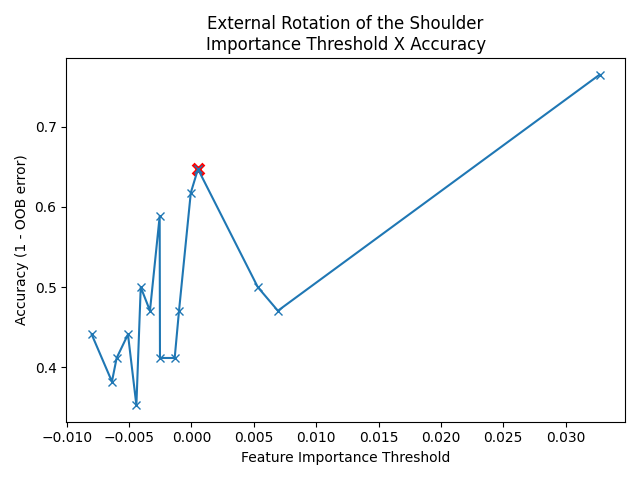 External Rotation of the Shoulder
Importance Threshold X Accuracy
Accuracy (1 - OOB error)
0.7
0.6
0.5
0.4
−0.010 −0.005 0.000 0.005 0.010 0.015 0.020 0.025 0.030
Feature Importance Threshold